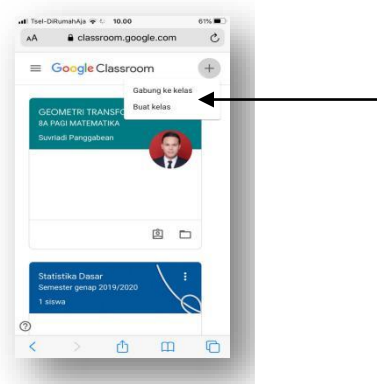 Tsel-DiRumahAja 10.00 61%
AA classroom.google.com
Google Classroom
Gabung ke kelas
Buat kelas
GEOMETRI TRANSFO
8A PAGI MATEMATIKA
Suvriadi Panggabean
Statistika Dasar
Semester genap 2019/2020
1 siswa